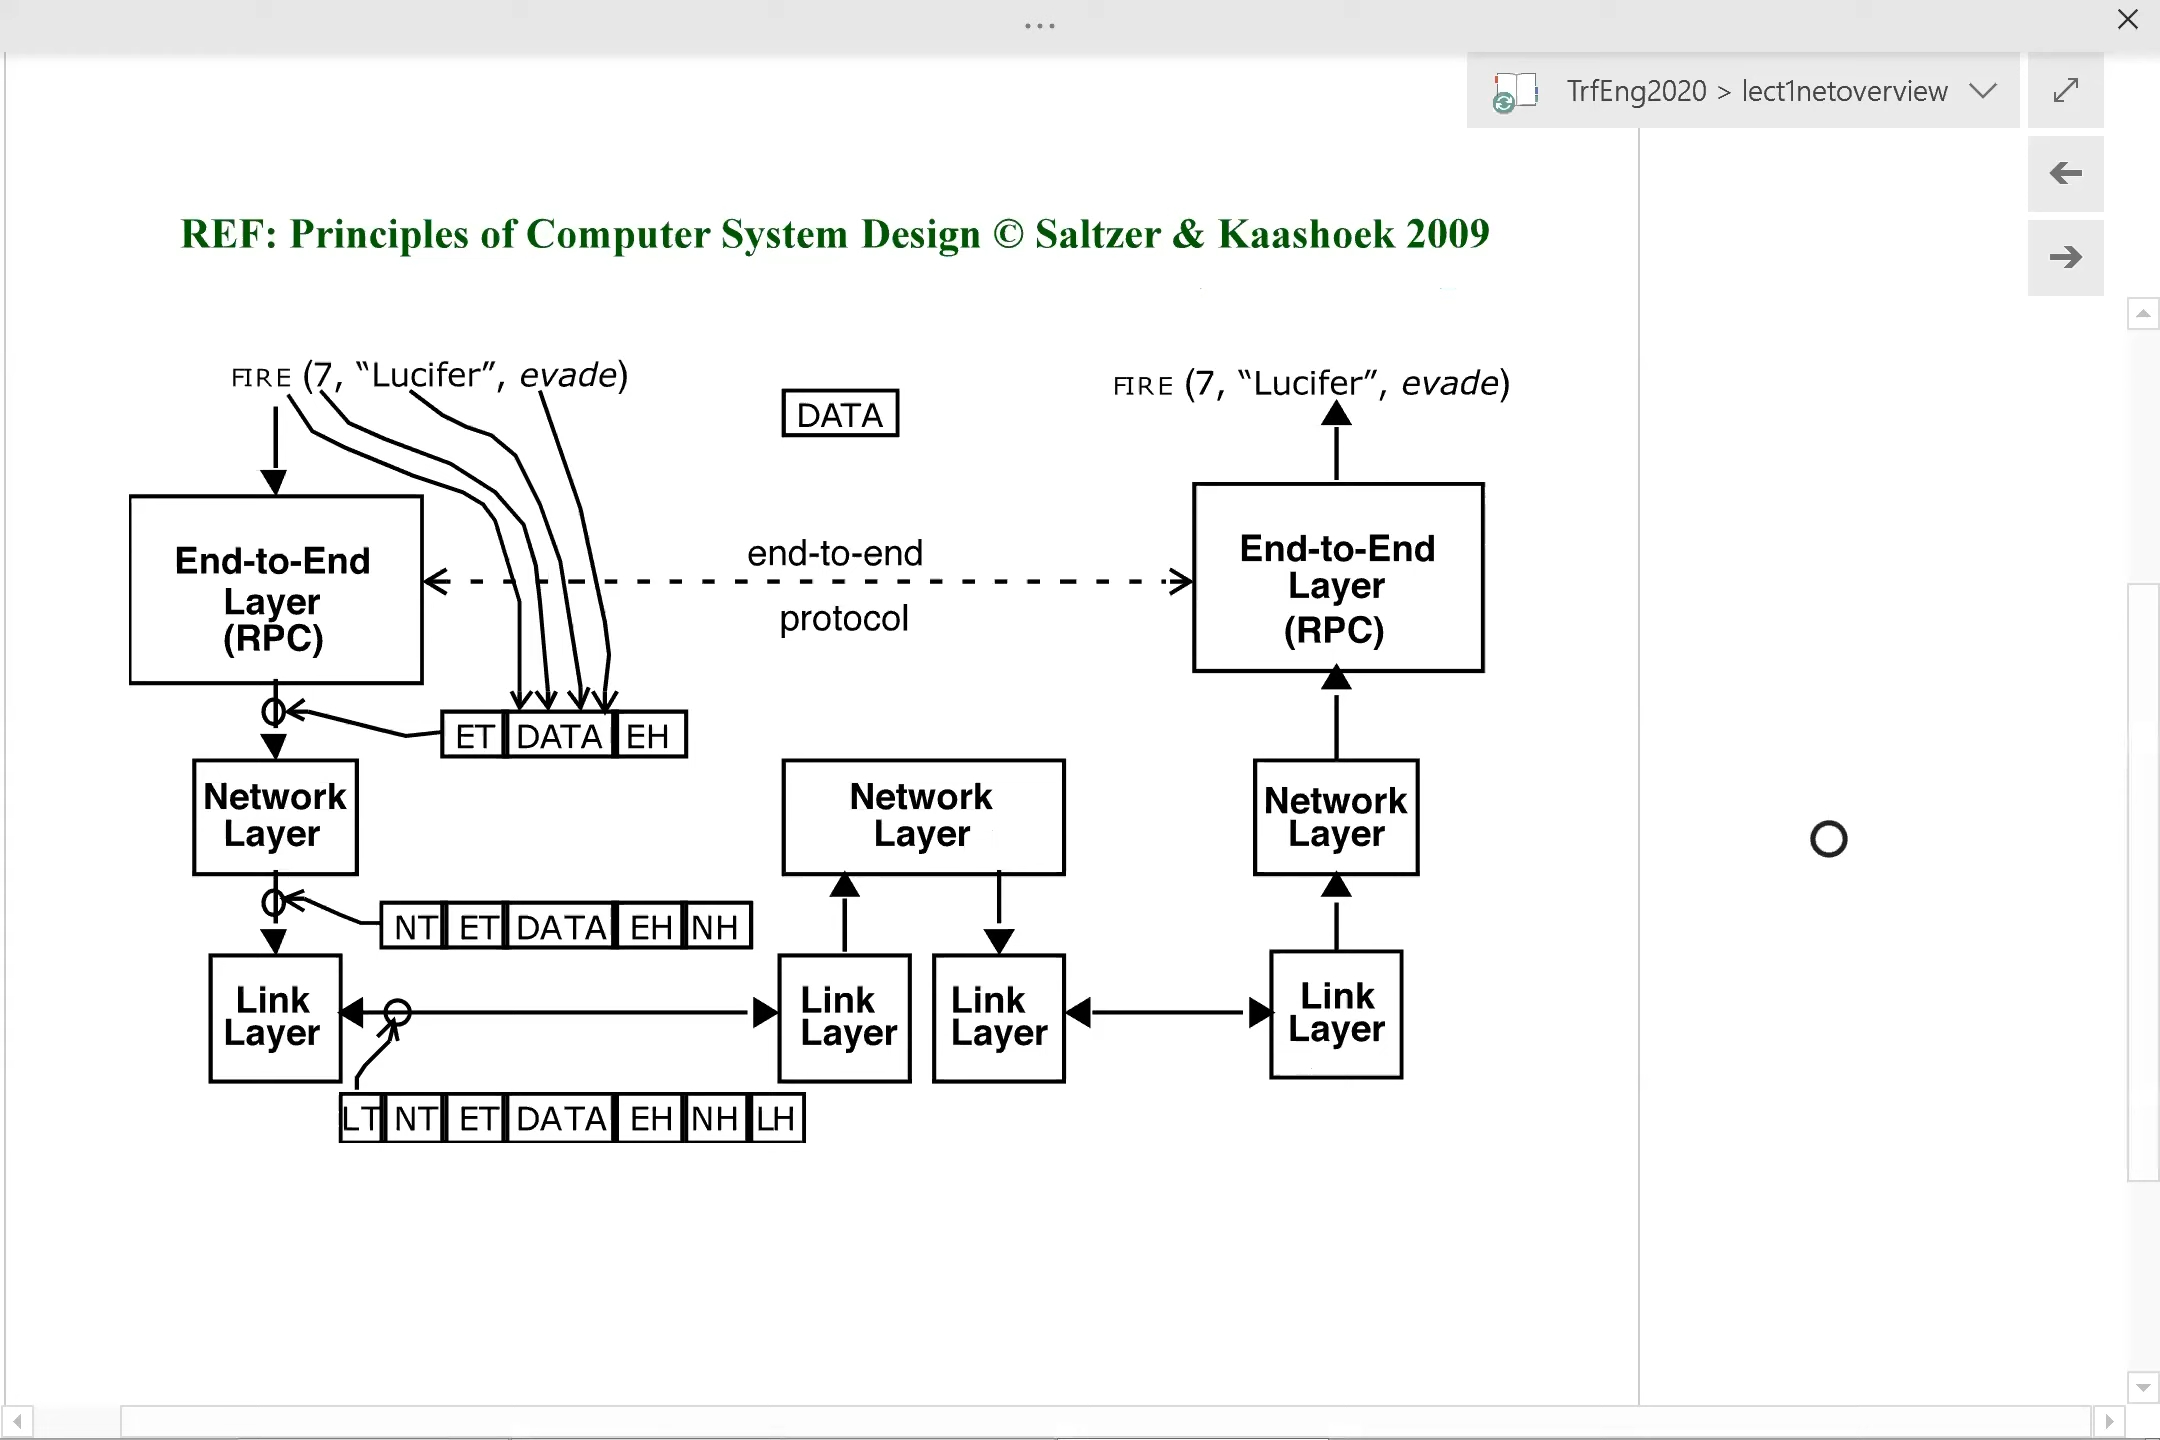 ...
TrfEng2020 > lect1netoverview
REF: Principles of Computer System Design © Saltzer & Kaashoek 2009
FIRE (7, “Lucifer”, evade)
DATA
FIRE (7, “Lucifer”, evade)
End-to-End
Layer
(RPC)
end-to-end
protocol
End-to-End
Layer
(RPC)
ET DATA EH
Network
Layer
Network
Layer
Network
Layer
NT ET DATA EH NH
Link
Layer
Link
Layer
Link
Layer
Link
Layer
LT NT ET DATA EH NH LH